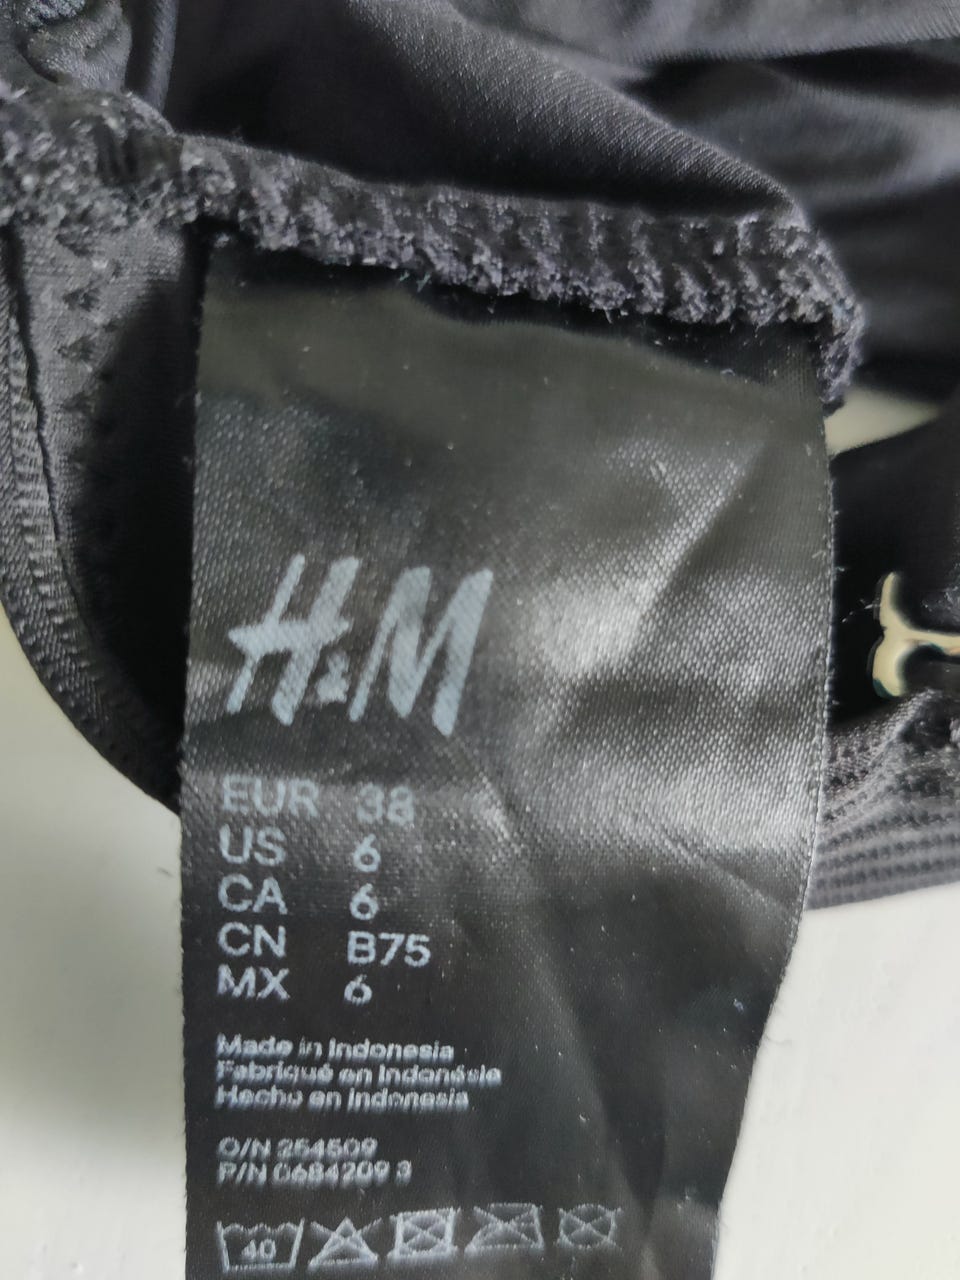 H&M
EUR 38
US 6
CA 6
CN B75
MX 6
Made in Indonesia
Fabriqué en Indonésie
Hecho en Indonesia
O/N 254509
P/N 0684209 3
40